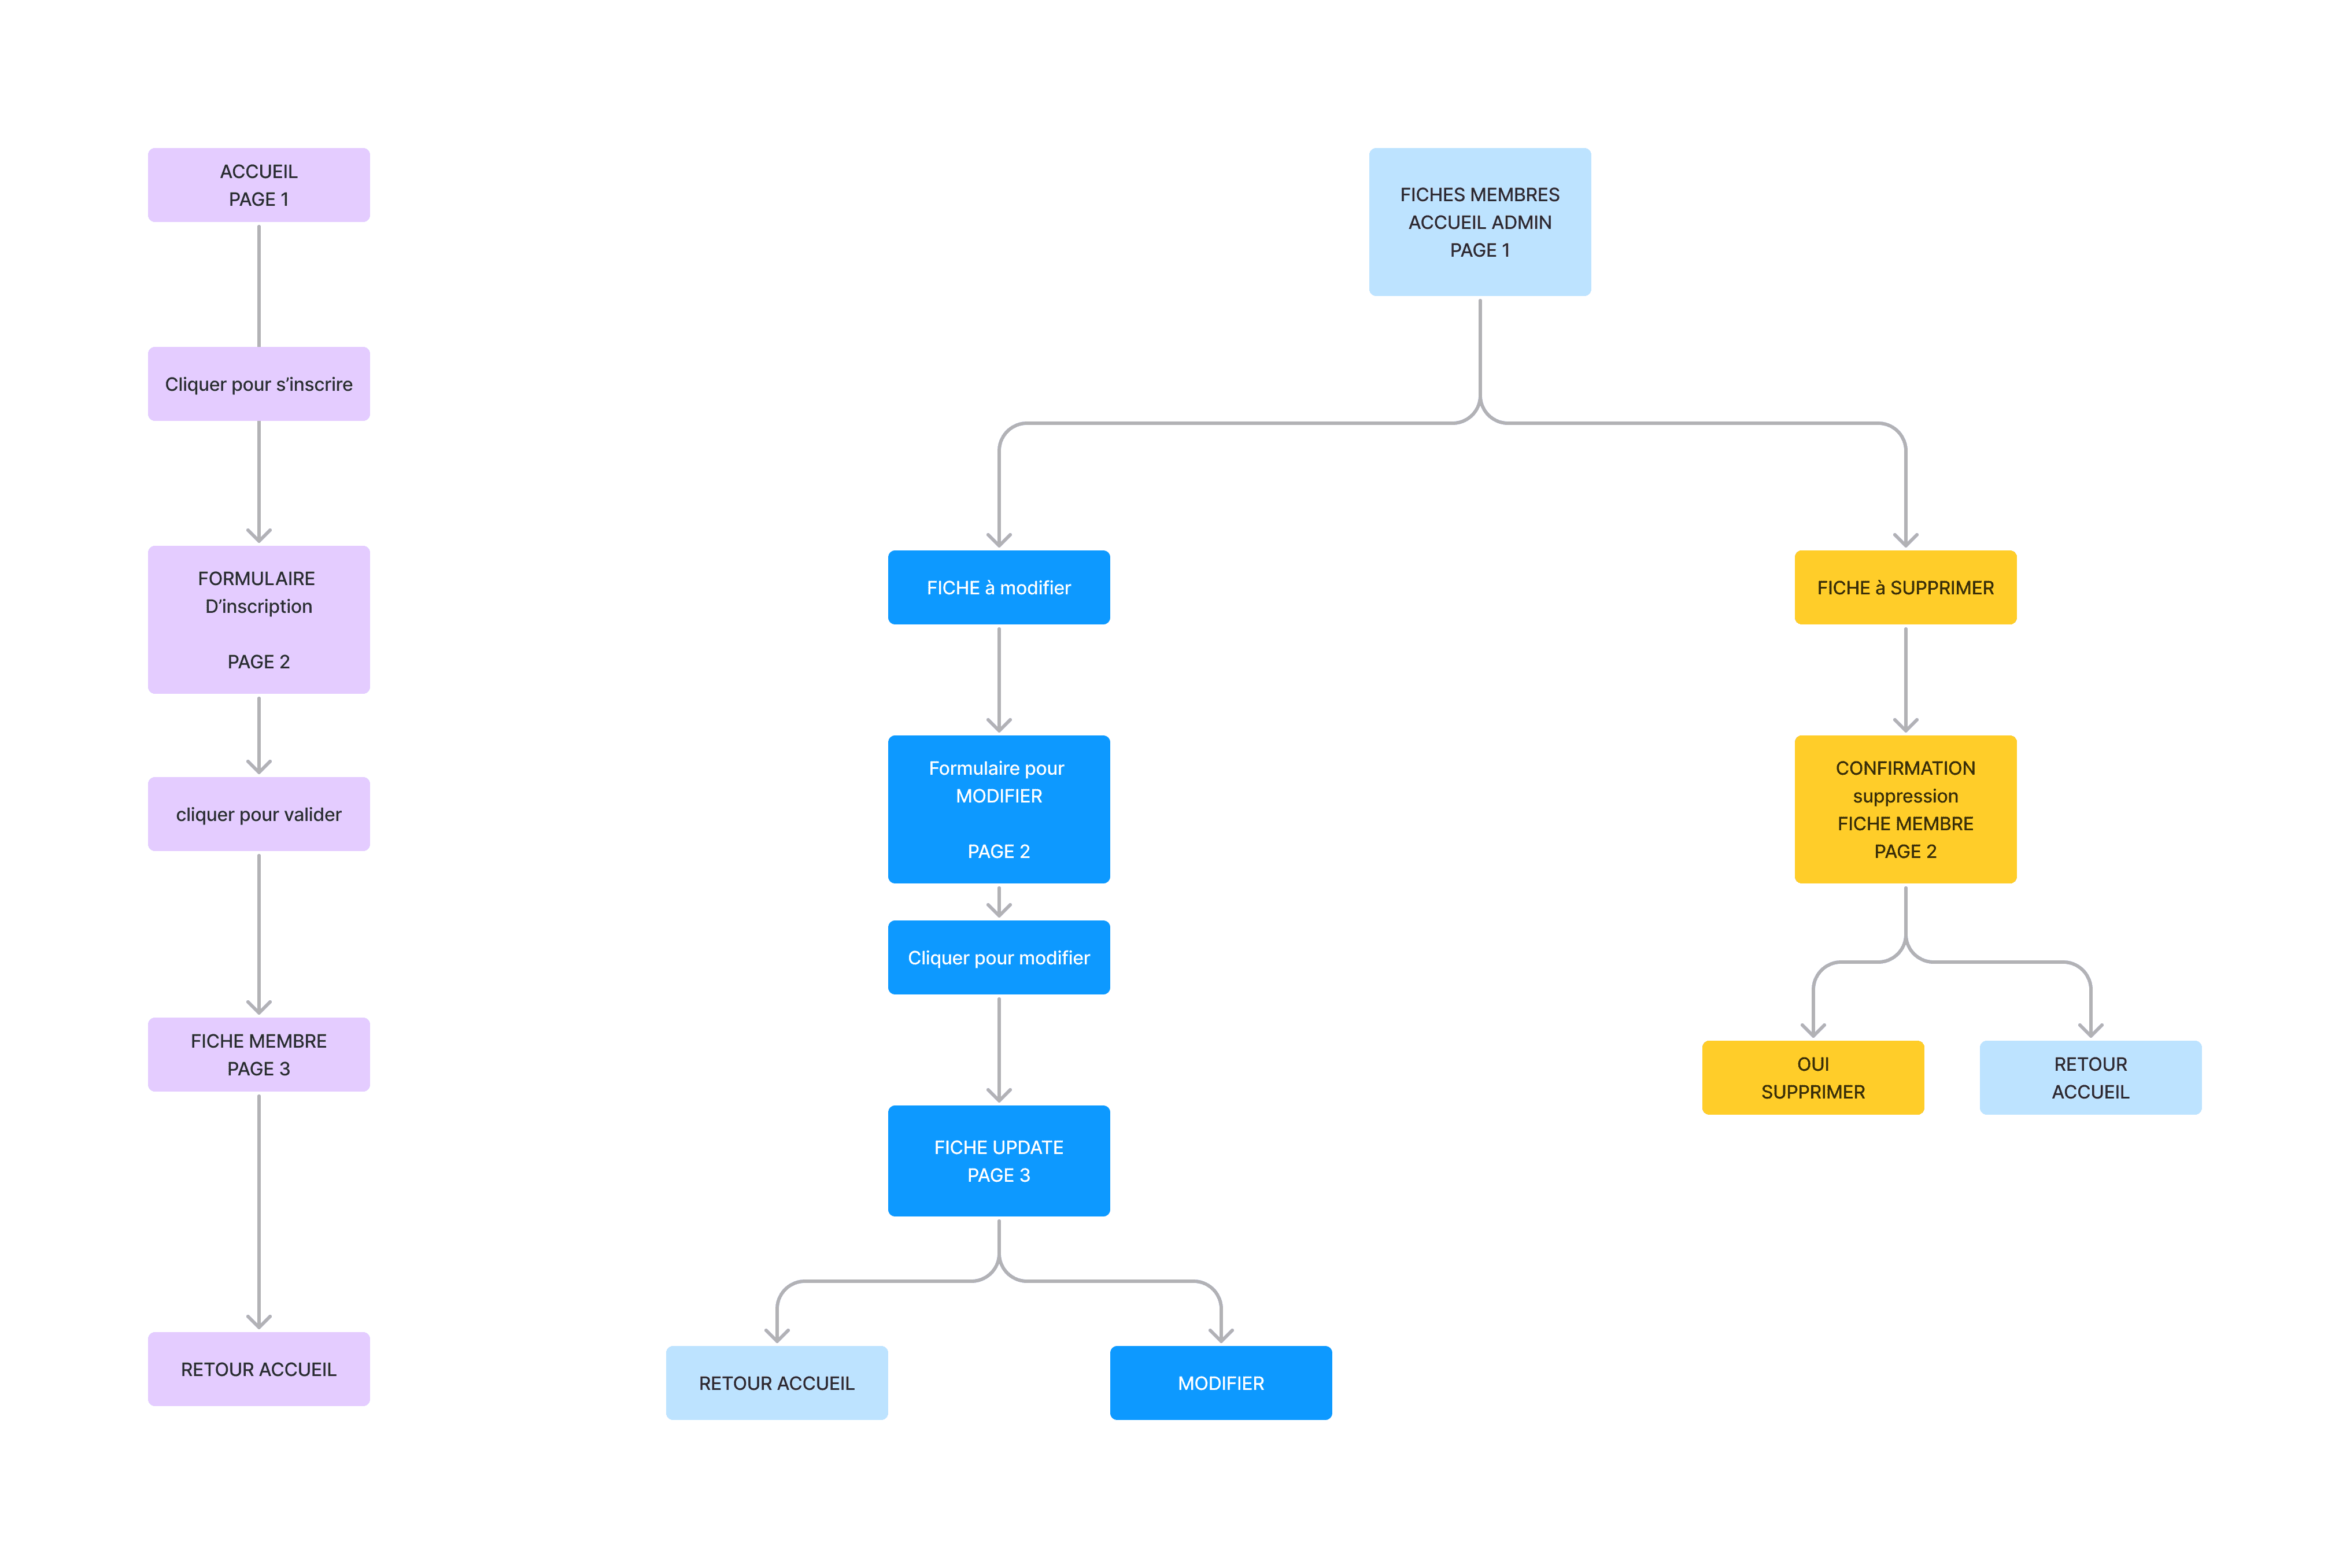 ACCUEIL
PAGE 1
Cliquer pour s’inscrire
FORMULAIRE
D’inscription
PAGE 2
cliquer pour valider
FICHE MEMBRE
PAGE 3
RETOUR ACCUEIL
FICHES MEMBRES
ACCUEIL ADMIN
PAGE 1
FICHE à modifier
Formulaire pour
MODIFIER
PAGE 2
Cliquer pour modifier
FICHE UPDATE
PAGE 3
RETOUR ACCUEIL
MODIFIER
FICHE à SUPPRIMER
CONFIRMATION
suppression
FICHE MEMBRE
PAGE 2
OUI
SUPPRIMER
RETOUR
ACCUEIL